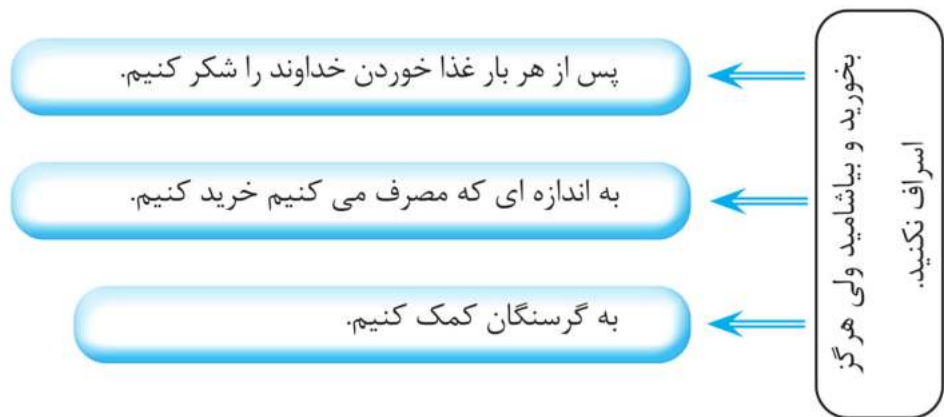 بخورید و بیاشامید ولی هرگز
اسراف نکنید.
پس از هر بار غذا خوردن خداوند را شکر کنیم.
به اندازه ای که مصرف می کنیم خرید کنیم.
به گرسنگان کمک کنیم.